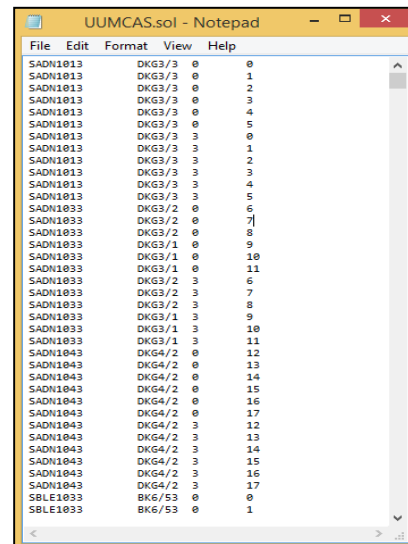 UUMCAS.sol - Notepad
File Edit Format View Help
SADN1013 DKG3/3 0 0
SADN1013 DKG3/3 0 1
SADN1013 DKG3/3 0 2
SADN1013 DKG3/3 0 3
SADN1013 DKG3/3 0 4
SADN1013 DKG3/3 0 5
SADN1013 DKG3/3 3 0
SADN1013 DKG3/3 3 1
SADN1013 DKG3/3 3 2
SADN1013 DKG3/3 3 3
SADN1013 DKG3/3 3 4
SADN1013 DKG3/3 3 5
SADN1033 DKG3/2 0 6
SADN1033 DKG3/2 0 7
SADN1033 DKG3/2 0 8
SADN1033 DKG3/1 0 9
SADN1033 DKG3/1 0 10
SADN1033 DKG3/1 0 11
SADN1033 DKG3/2 3 6
SADN1033 DKG3/2 3 7
SADN1033 DKG3/2 3 8
SADN1033 DKG3/1 3 9
SADN1033 DKG3/1 3 10
SADN1033 DKG3/1 3 11
SADN1043 DKG4/2 0 12
SADN1043 DKG4/2 0 13
SADN1043 DKG4/2 0 14
SADN1043 DKG4/2 0 15
SADN1043 DKG4/2 0 16
SADN1043 DKG4/2 0 17
SADN1043 DKG4/2 3 12
SADN1043 DKG4/2 3 13
SADN1043 DKG4/2 3 14
SADN1043 DKG4/2 3 15
SADN1043 DKG4/2 3 16
SADN1043 DKG4/2 3 17
SBLE1033 BK6/53 0 0
SBLE1033 BK6/53 0 1